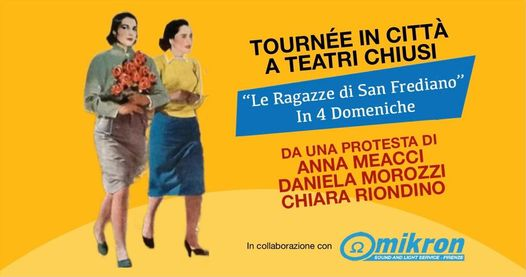 TOURNÉE IN CITTÀ
A TEATRI CHIUSI
“Le Ragazze di San Frediano”
In 4 Domeniche
DA UNA PROTESTA DI
ANNA MEACCI
DANIELA MOROZZI
CHIARA RIONDINO
In collaborazione con Omikron
SOUND AND LIGHT SERVICE - FIRENZE